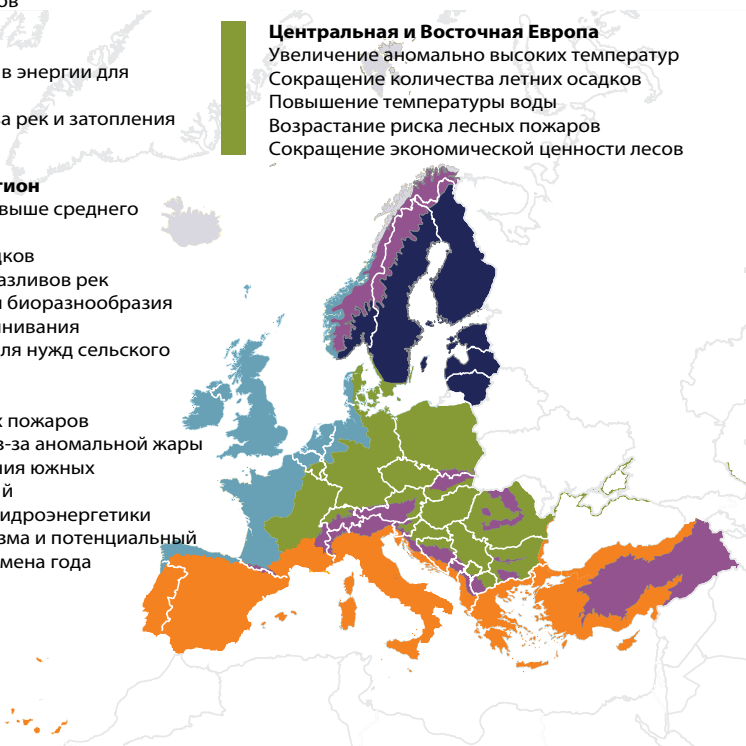 ов
в энергии для
а рек и затопления
гион
выше среднего
дков
азливов рек
и биоразнообразия
нивания
ля нужд сельского
х пожаров
з-за аномальной жары
ния южных
й
идроэнергетики
зма и потенциальный
мена года
Центральная и Восточная Европа
Увеличение аномально высоких температур
Сокращение количества летних осадков
Повышение температуры воды
Возрастание риска лесных пожаров
Сокращение экономической ценности лесов